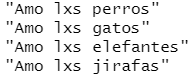 "Amo lxs perros"
"Amo lxs gatos"
"Amo lxs elefantes"
"Amo lxs jirafas"